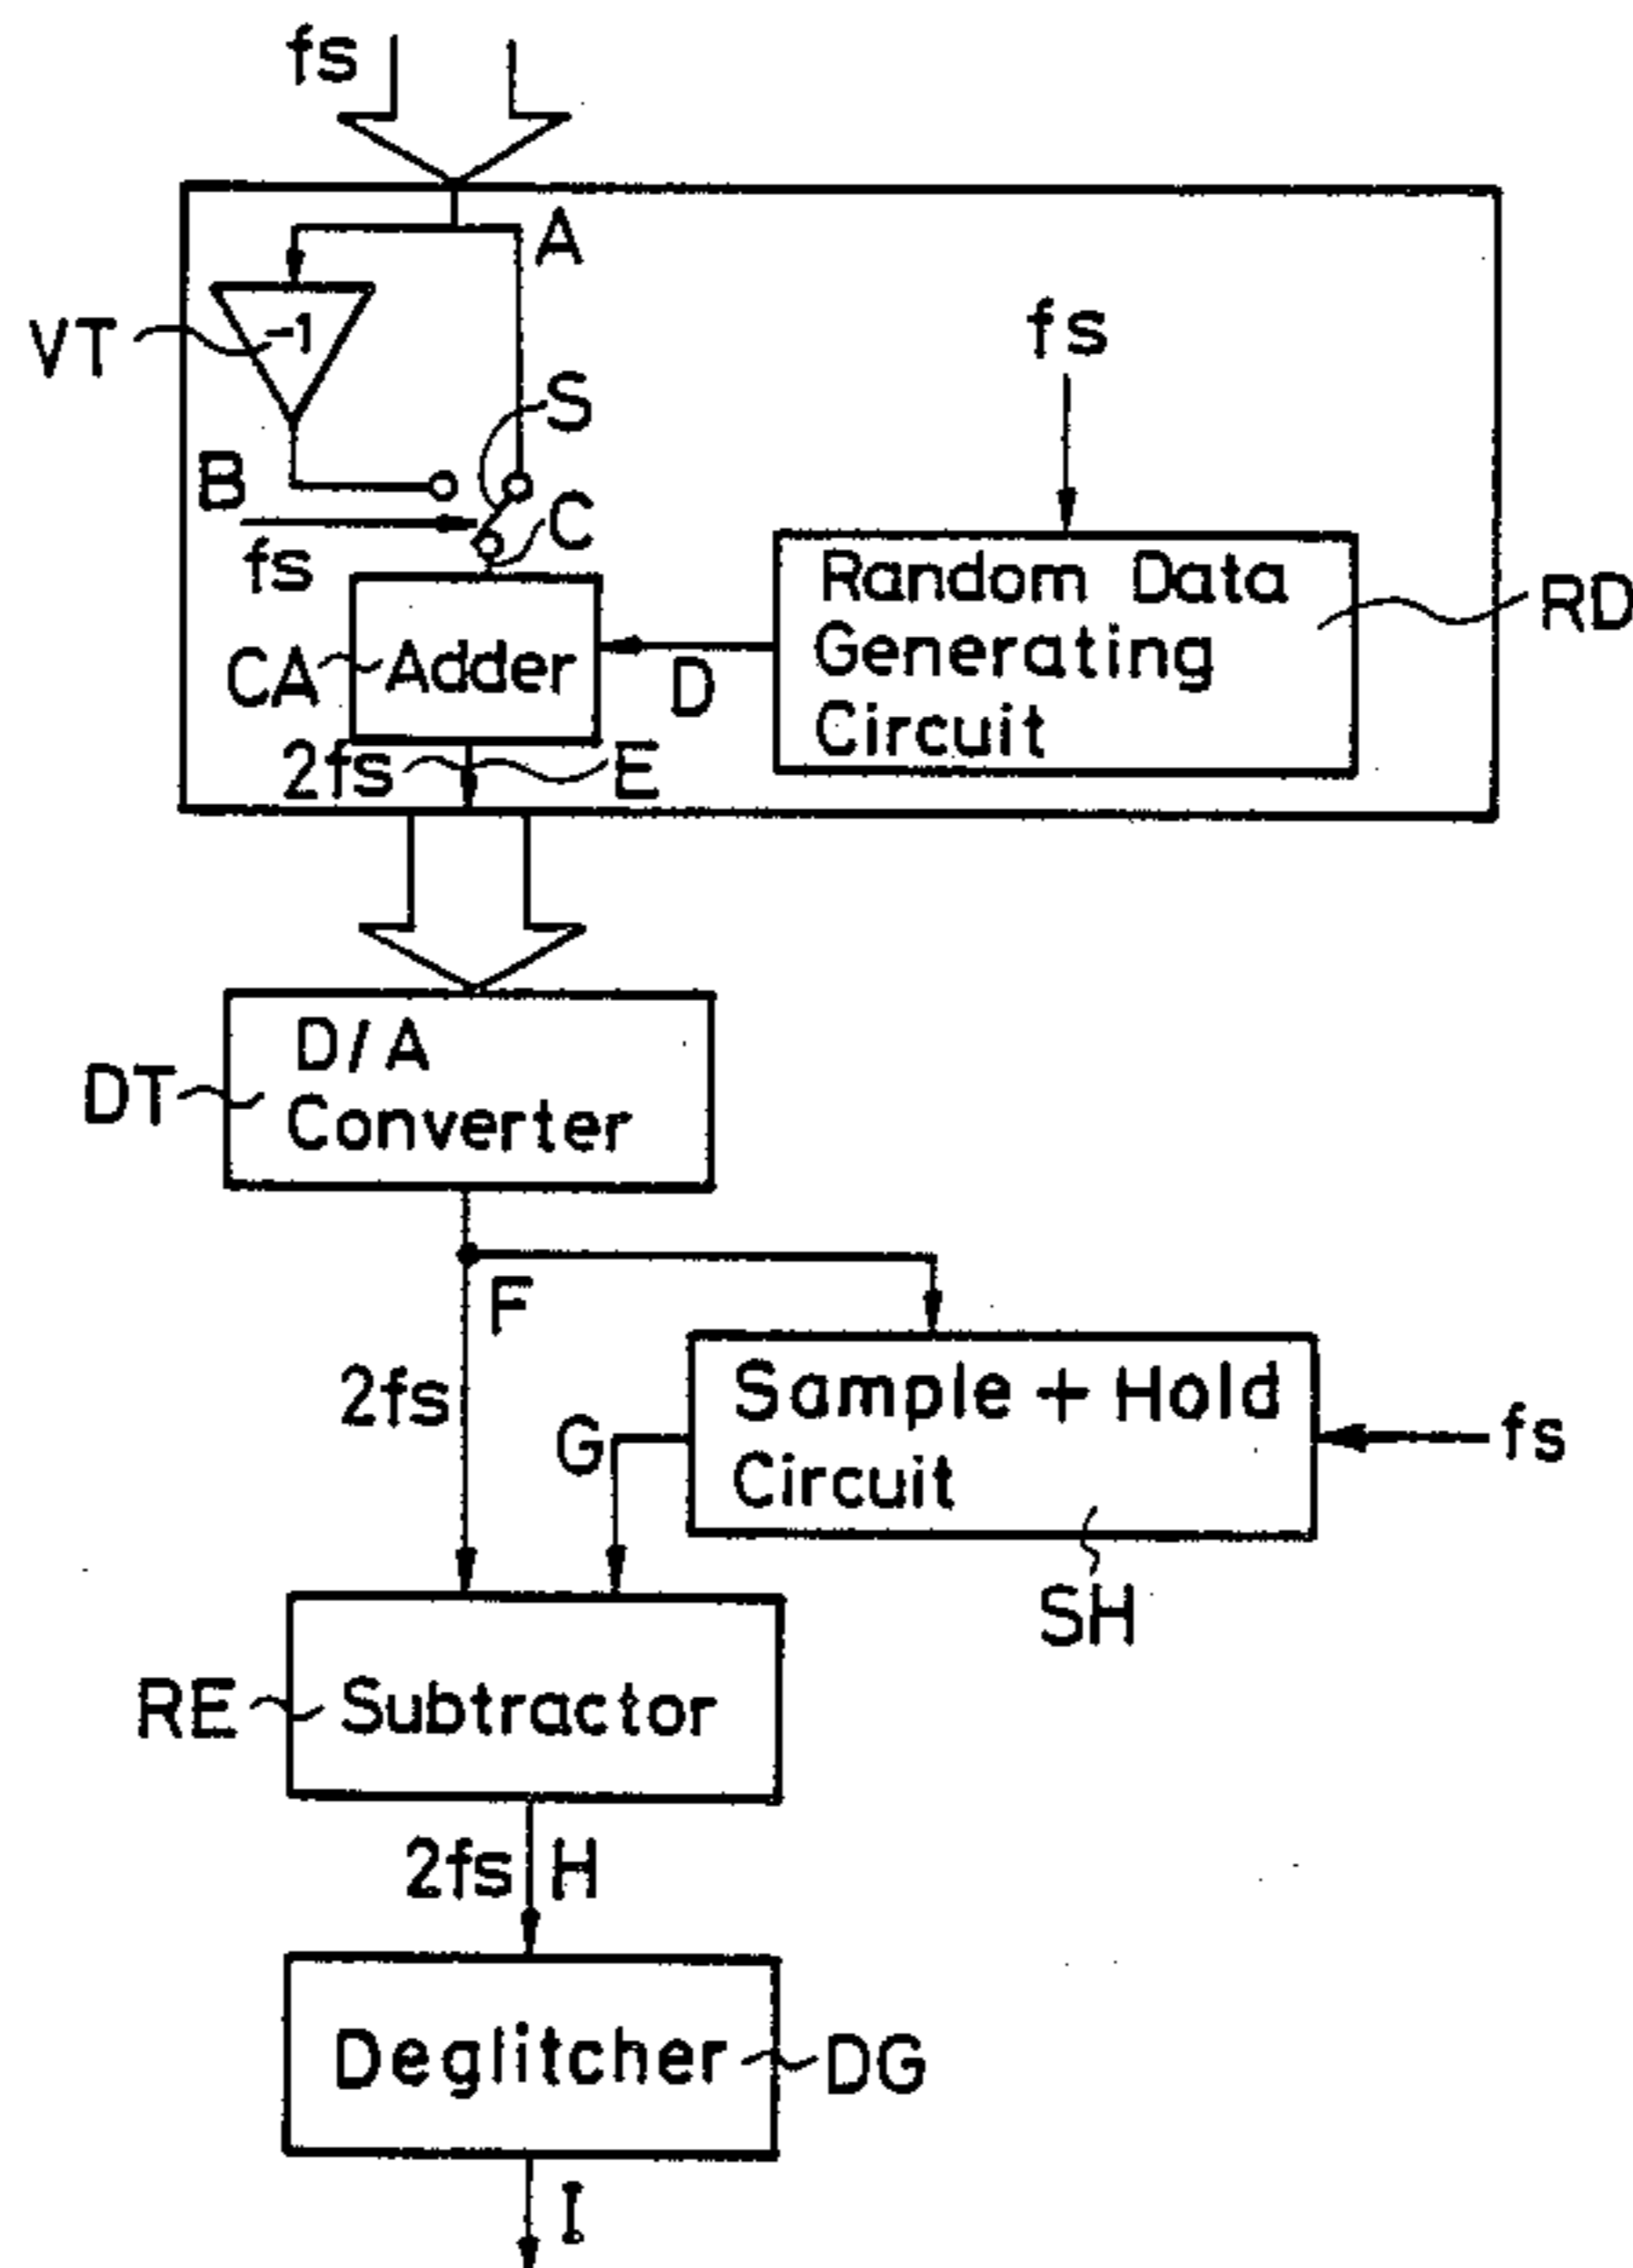 fs
A
VT
-1
fs
S
B
C
fs
Random Data
Generating
Circuit
RD
CA
Adder
D
2fs
E
D/A
Converter
DT
F
2fs
Sample + Hold
Circuit
G
fs
SH
RE
Subtractor
2fs
H
Deglitcher
DG
I